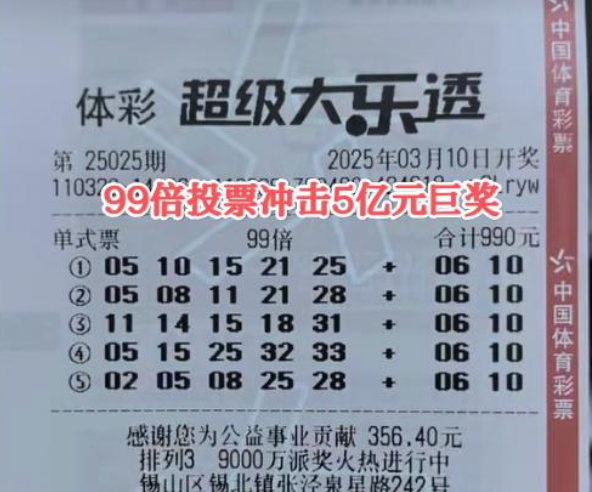 体彩 超级大乐透
第 25025期 2025年03月10日开奖
99倍投票冲击5亿元巨奖
单式票 99倍 合计990元
① 05 10 15 21 25 + 06 10
② 05 08 11 21 28 + 06 10
③ 11 14 15 18 31 + 06 10
④ 05 15 25 32 33 + 06 10
⑤ 02 05 08 25 28 + 06 10
感谢您为公益事业贡献 356.40元
排列3 9000万派奖火热进行中
锡山区锡北镇张泾泉星路242号
中国体育彩票
中国体育彩票